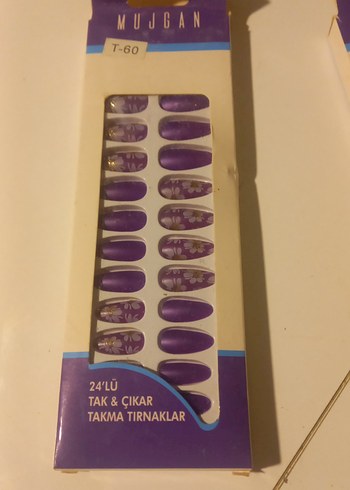 MUJGAN
T-60
24'LÜ
TAK & ÇIKAR
TAKMA TIRNAKLAR